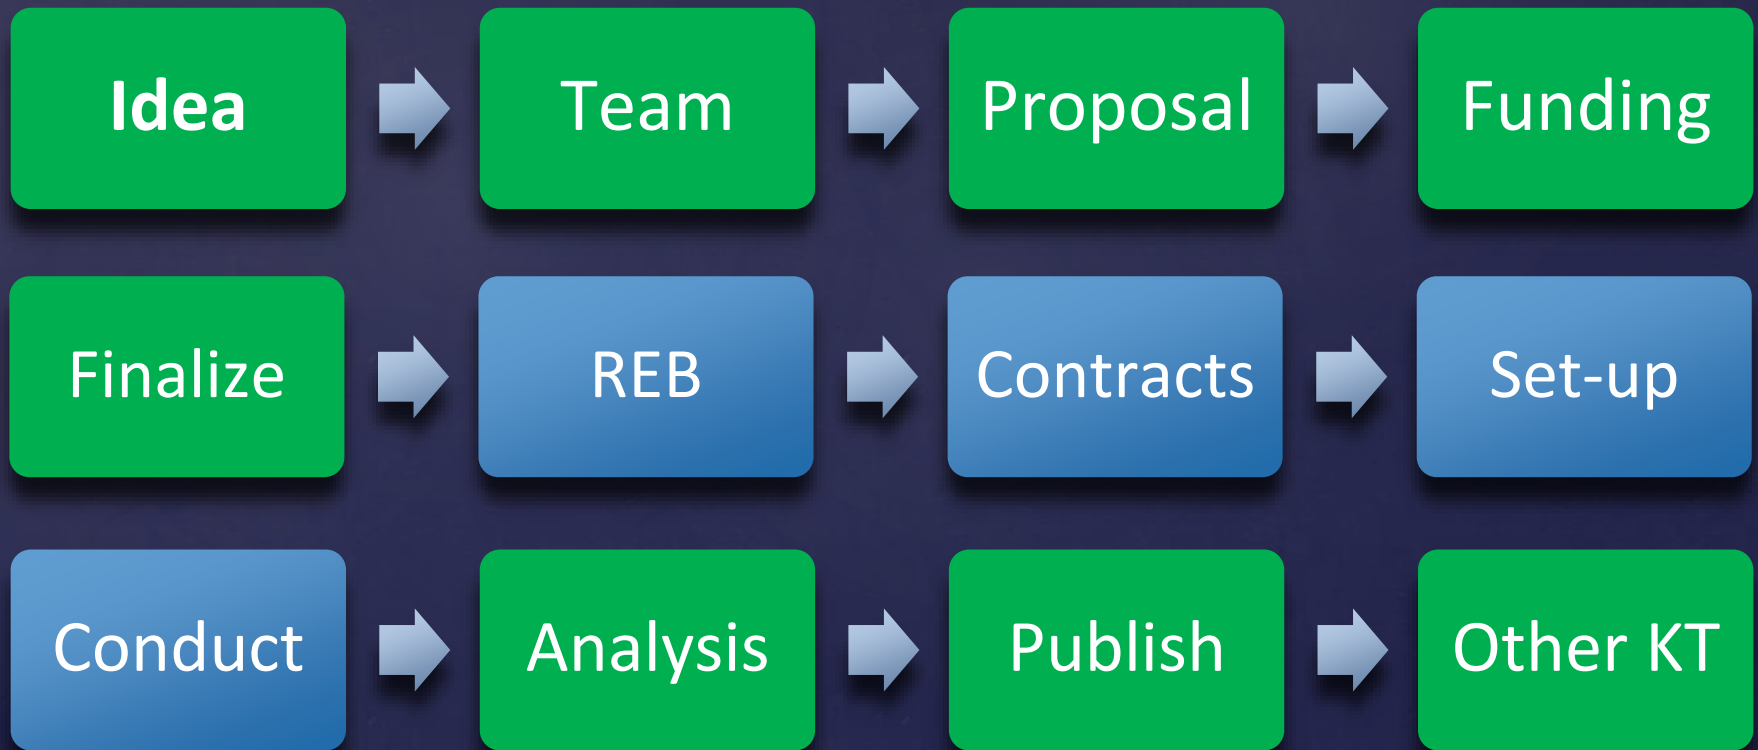 Idea
Team
Proposal
Funding
Finalize
REB
Contracts
Set-up
Conduct
Analysis
Publish
Other KT